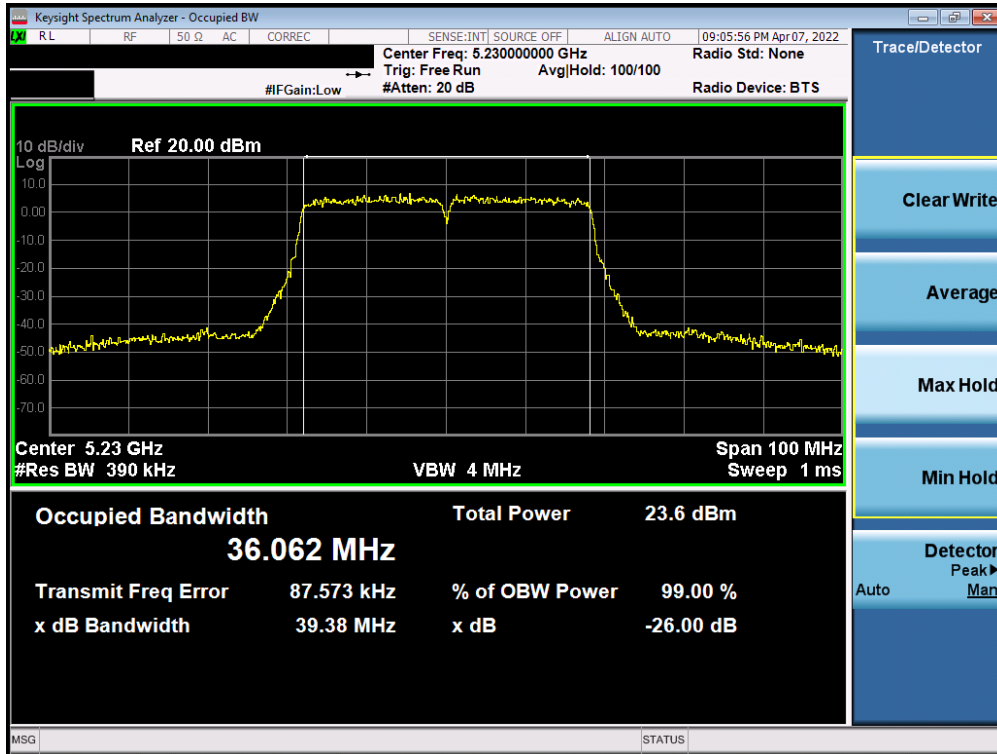 Keysight Spectrum Analyzer - Occupied BW
LXI RL RF 50 Ω AC CORREC SENSE:INT SOURCE OFF ALIGN AUTO 09:05:56 PM Apr 07, 2022
Center Freq: 5.230000000 GHz Radio Std: None
Trig: Free Run Avg|Hold: 100/100
#IFGain:Low #Atten: 20 dB Radio Device: BTS
Trace/Detector
10 dB/div Ref 20.00 dBm
Log
10.0
0.00
-10.0
-20.0
-30.0
-40.0
-50.0
-60.0
-70.0
Center 5.23 GHz Span 100 MHz
#Res BW 390 kHz VBW 4 MHz Sweep 1 ms
Occupied Bandwidth Total Power 23.6 dBm
36.062 MHz
Transmit Freq Error 87.573 kHz % of OBW Power 99.00 %
x dB Bandwidth 39.38 MHz x dB -26.00 dB
Clear Write
Average
Max Hold
Min Hold
Detector
Peak▶
Auto Man
MSG STATUS